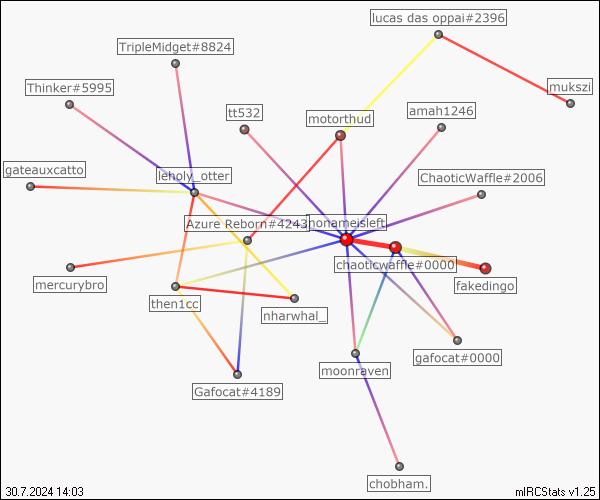 lucas das oppai#2396
TripleMidget#8824
Thinker#5995
mukszi
tt532
motorthud
amah1246
gateauxcatto
leholy_otter
ChaoticWaffle#2006
Azure Reborn#4243
nonameisleft
chaoticwaffle#0000
mercurybro
fakedingo
then1cc
nharwhal_
gafocat#0000
moonraven
Gafocat#4189
chobham.
30.7.2024 14:03
mIRCStats v1.25